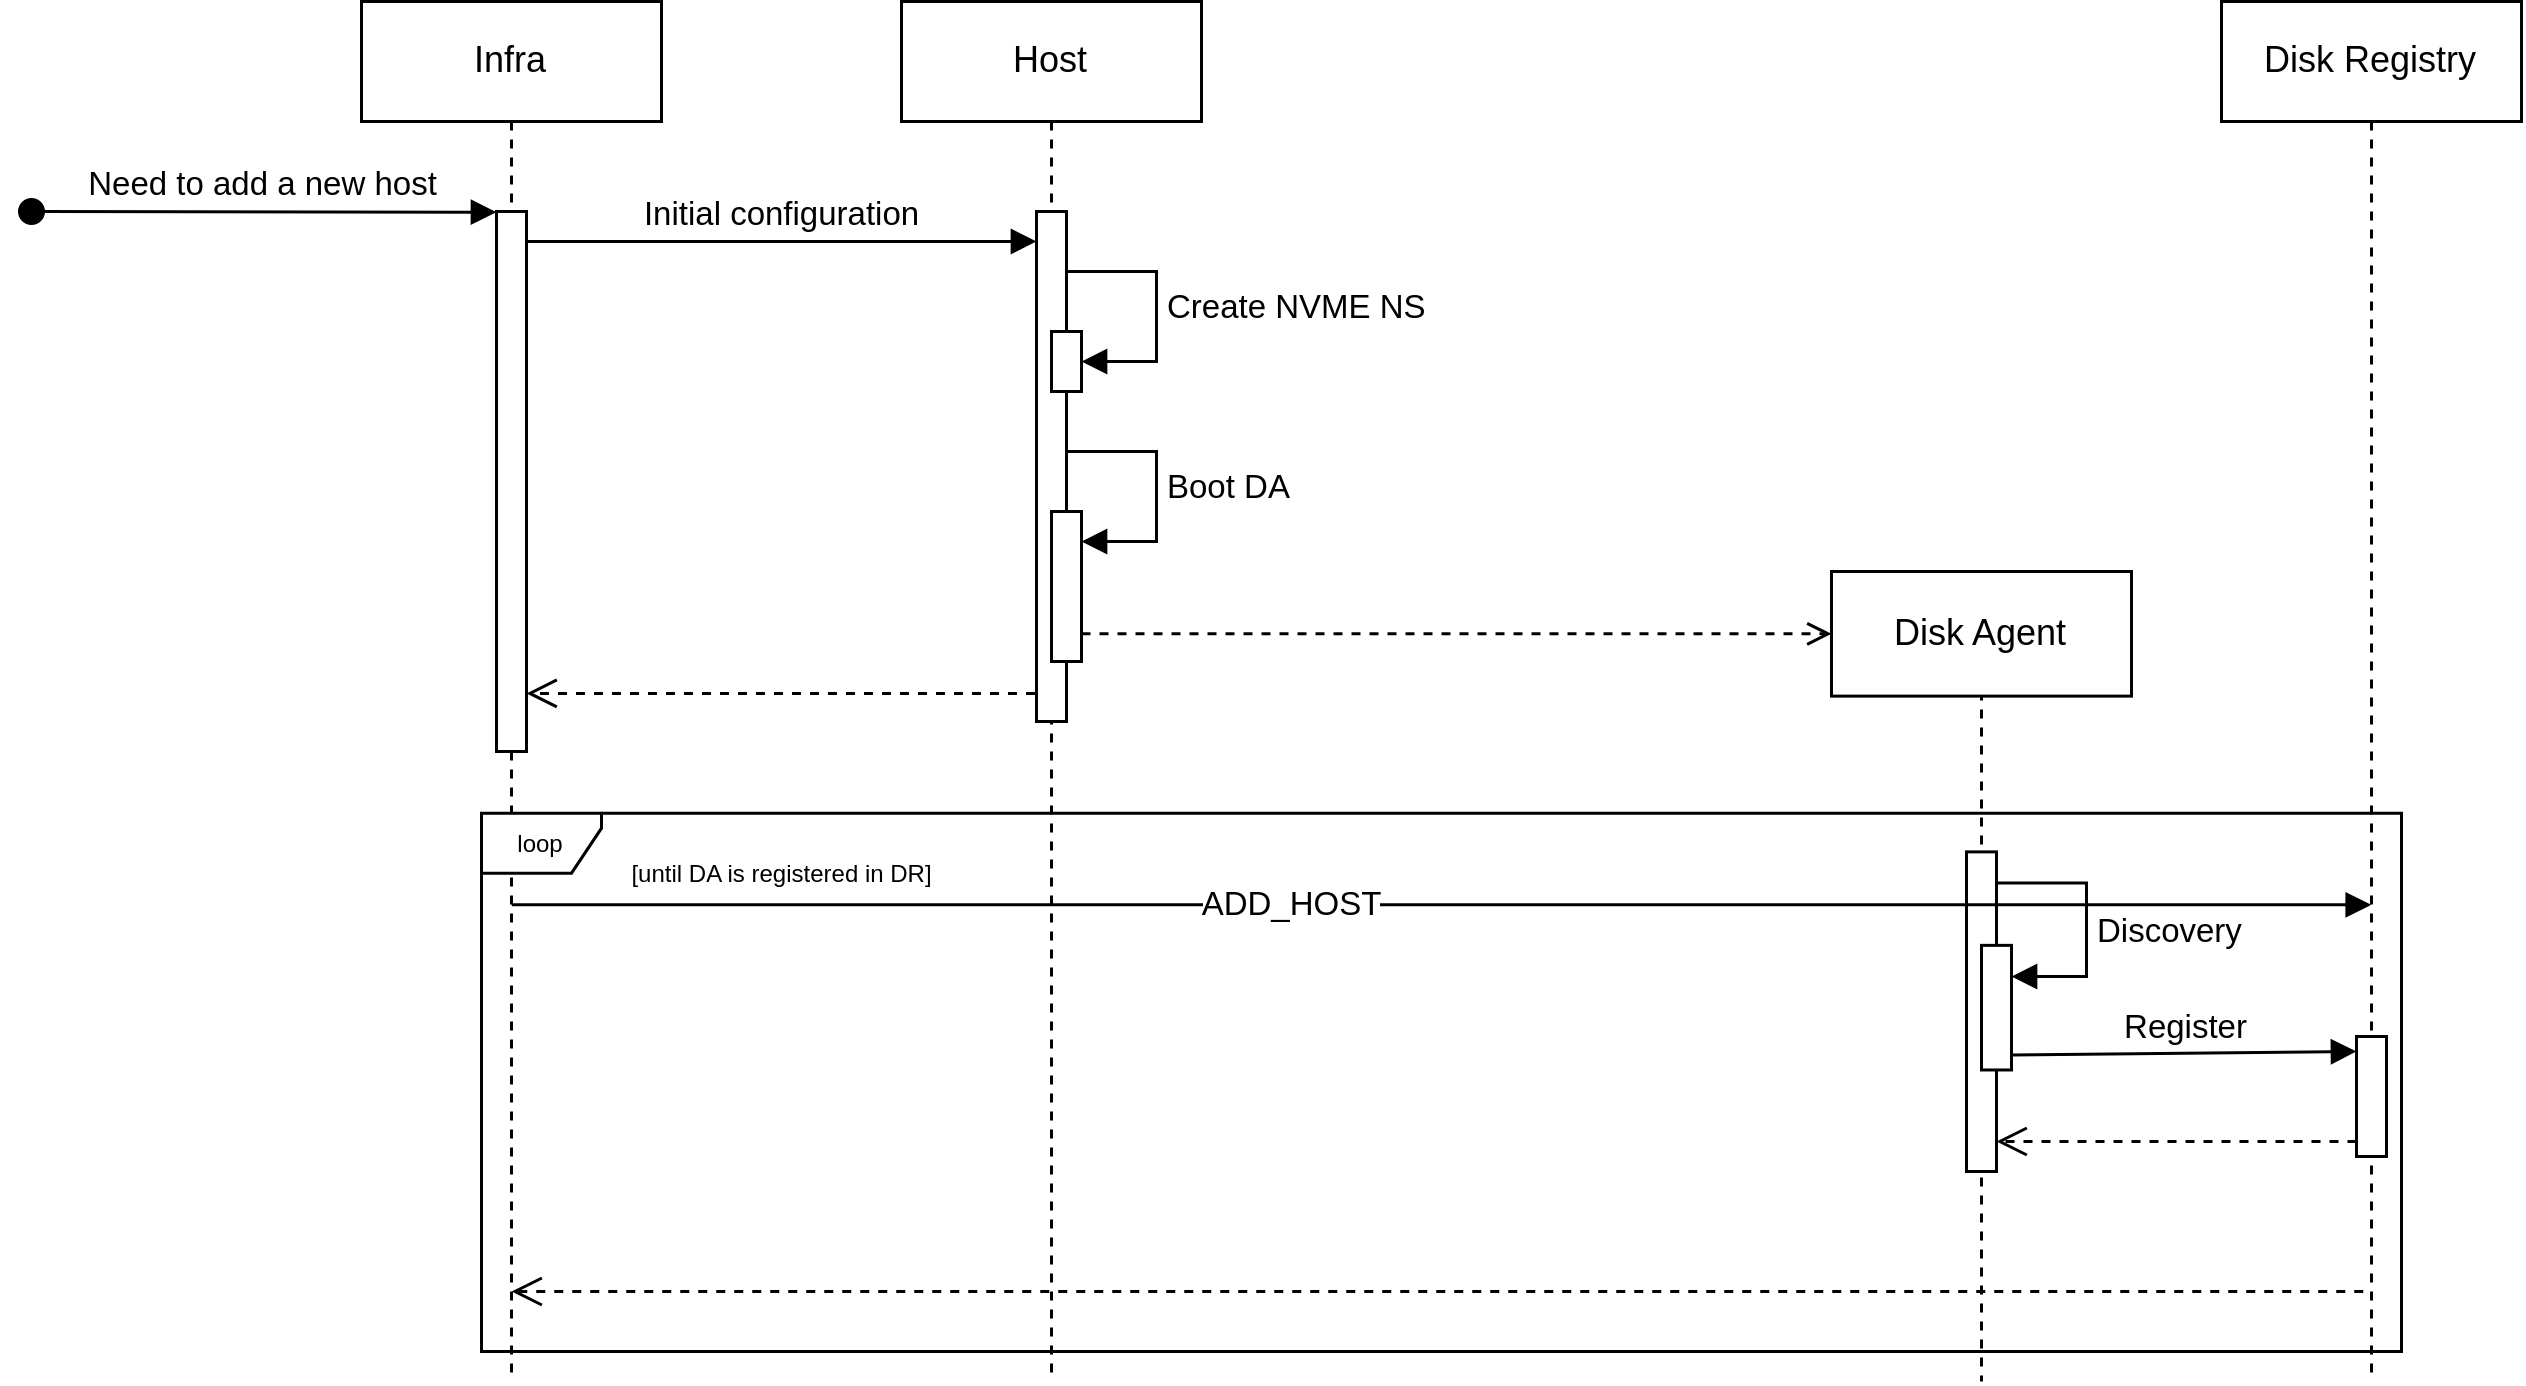 Infra
Host
Disk Registry
Need to add a new host
Initial configuration
Create NVME NS
Boot DA
Disk Agent
loop
[until DA is registered in DR]
ADD_HOST
Discovery
Register